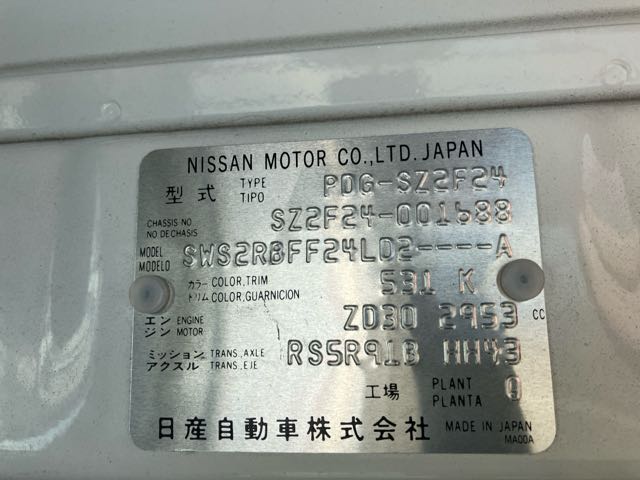 NISSAN MOTOR CO.,LTD. JAPAN
型式 TYPE TIPO PDG-SZ2F24
CHASSIS NO NO DE CHASIS SZ2F24-001688
MODEL MODELO SWS2RBFF24LD2----A
カラー COLOR,TRIM トリム COLOR,GUARNICION 531 K
エンジン ENGINE MOTOR ZD30 2953 CC
ミッション アクスル TRANS.,AXLE TRANS.,EJE RS5R91B HH43
工場 PLANT PLANTA 0
日産自動車株式会社 MADE IN JAPAN
MA00A